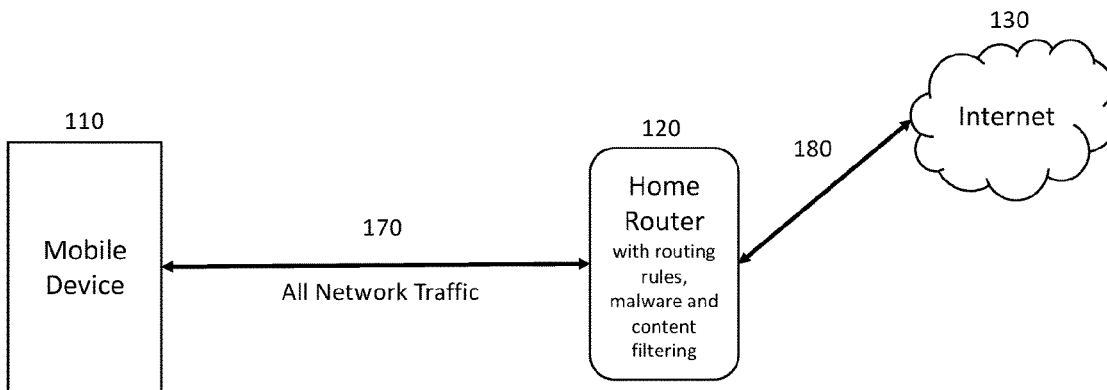 130
Internet
110
120
180
Home
Router
with routing
rules,
malware and
content
filtering
170
Mobile
Device
All Network Traffic